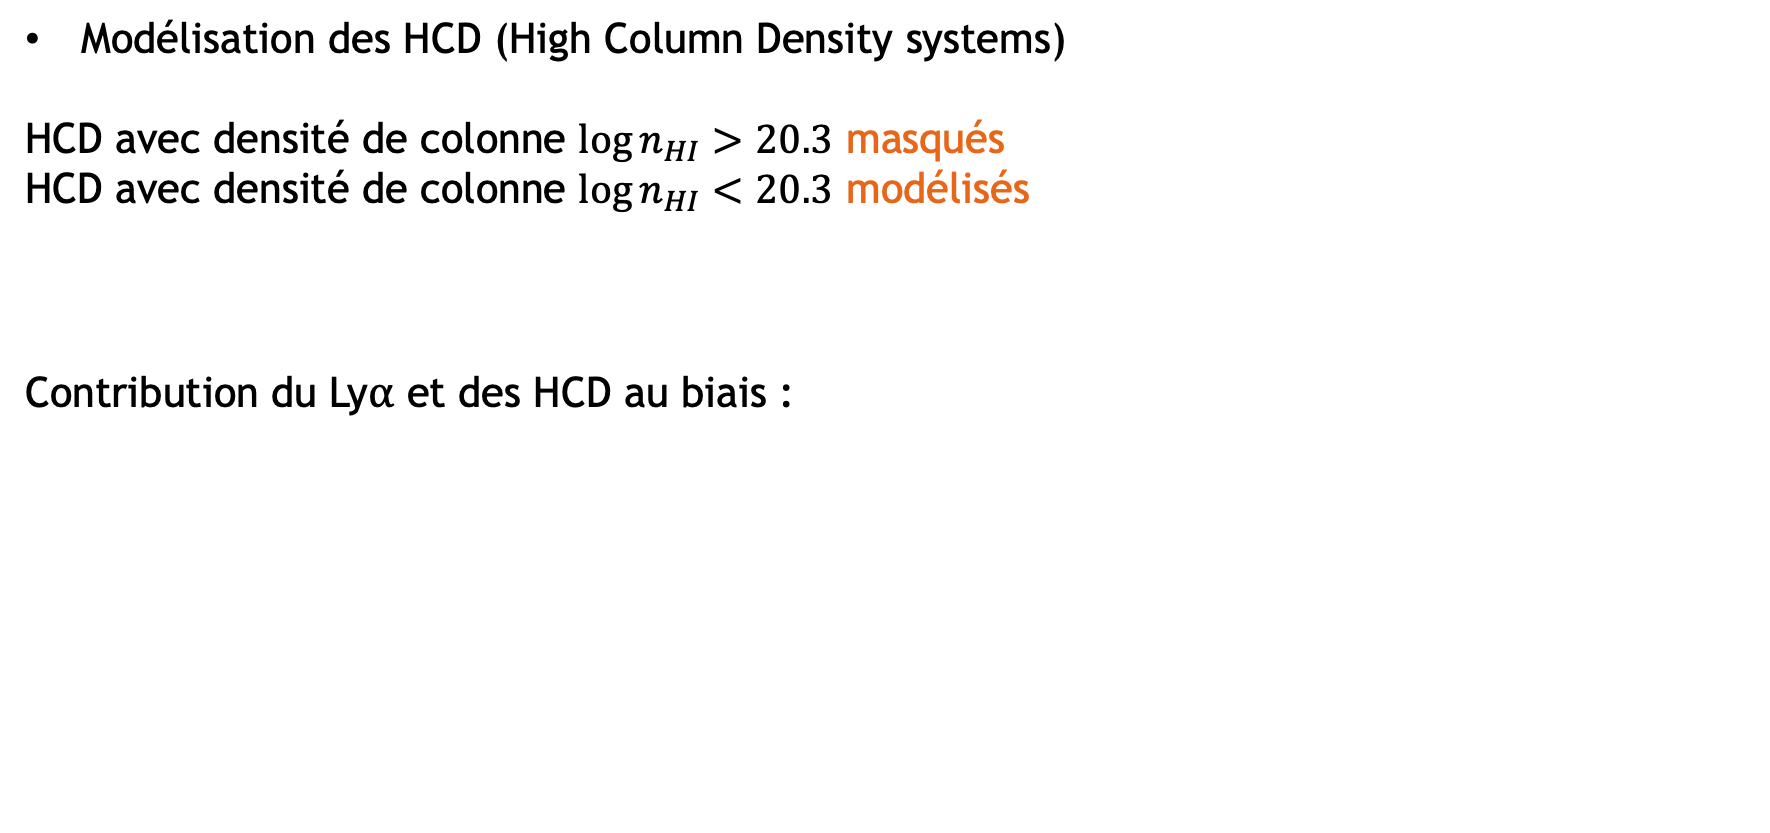 • Modélisation des HCD (High Column Density systems)
HCD avec densité de colonne log n_HI > 20.3 masqués
HCD avec densité de colonne log n_HI < 20.3 modélisés
Contribution du Lyα et des HCD au biais :